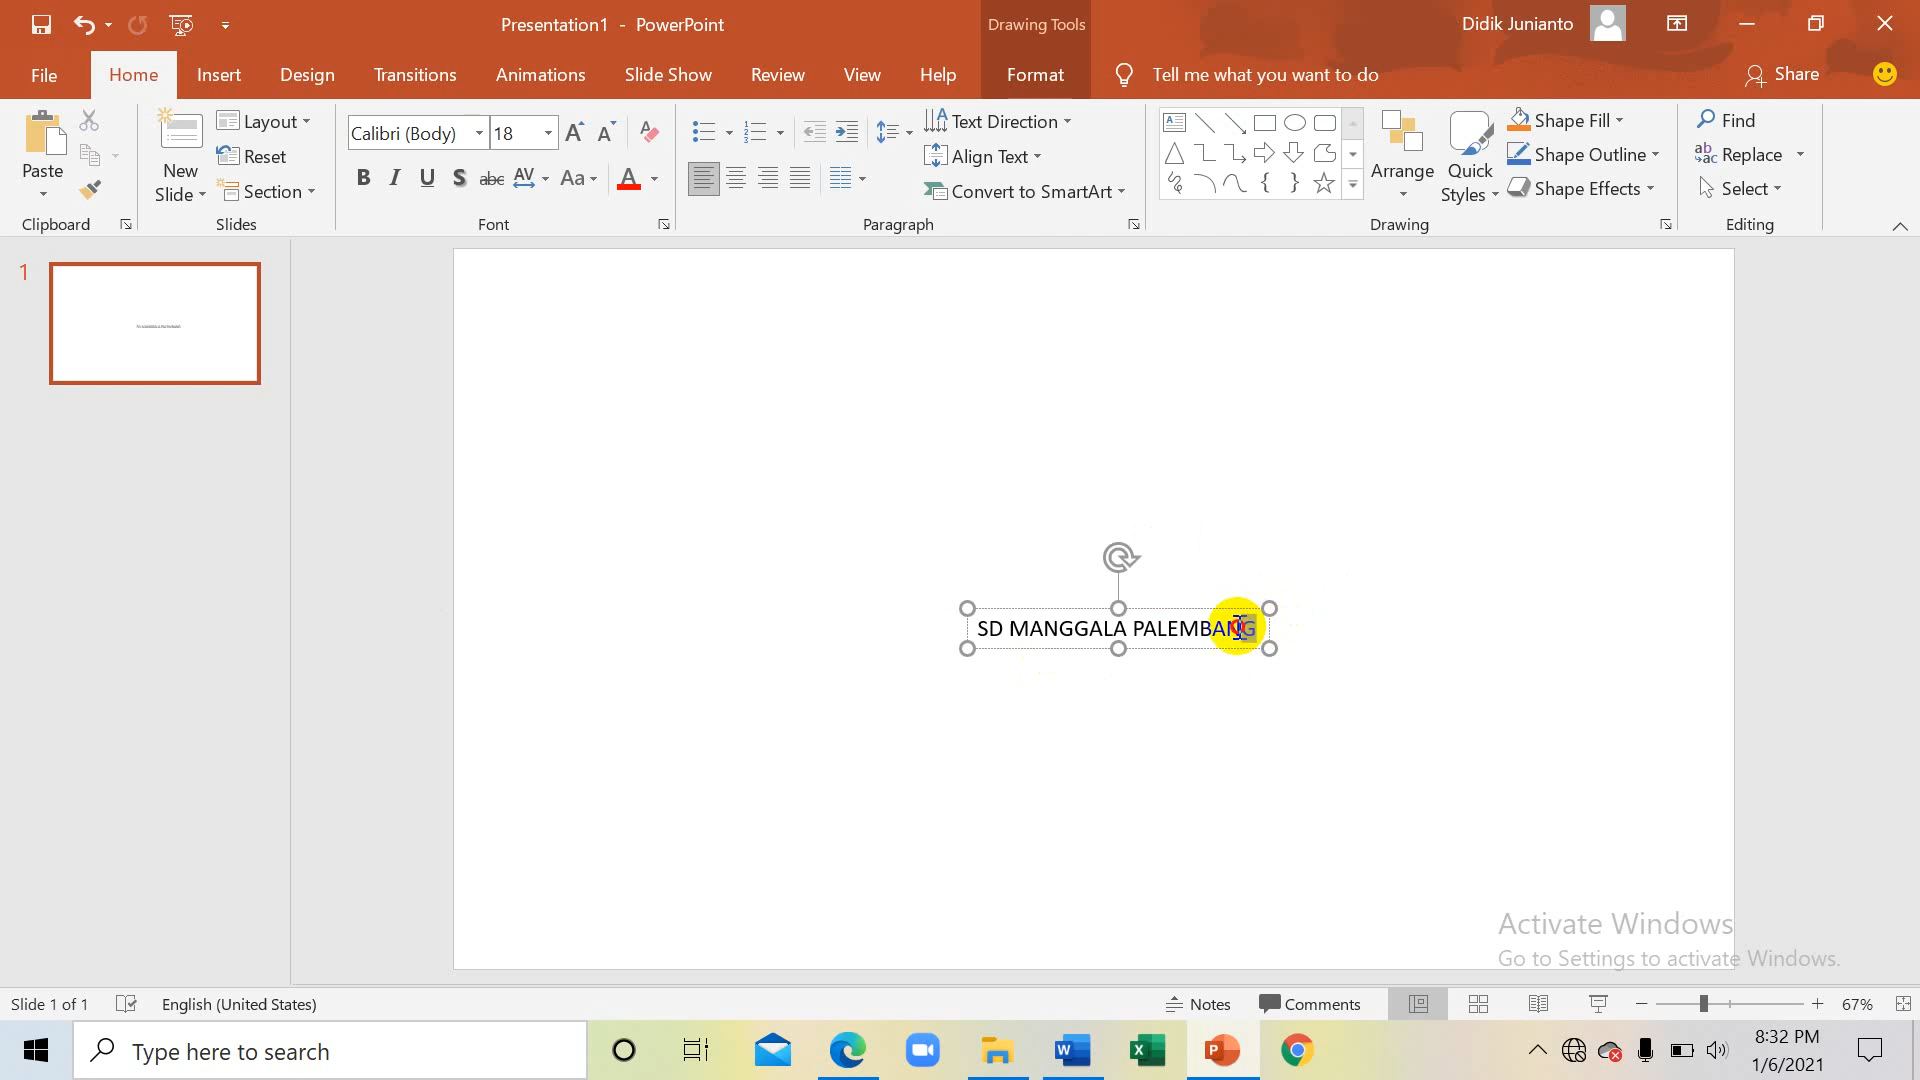 Presentation1 - PowerPoint
Drawing Tools
Didik Junianto
File Home Insert Design Transitions Animations Slide Show Review View Help Format Tell me what you want to do Share
Paste
Clipboard
New Slide
Layout
Reset
Section
Slides
Calibri (Body) 18
B I U S abc AV Aa A
Font
Text Direction
Align Text
Convert to SmartArt
Paragraph
Arrange
Quick Styles
Shape Fill
Shape Outline
Shape Effects
Drawing
Find
Replace
Select
Editing
1
SD MANGGALA PALEMBANG
Activate Windows
Go to Settings to activate Windows.
Slide 1 of 1 English (United States) Notes Comments 67%
Type here to search
8:32 PM
1/6/2021